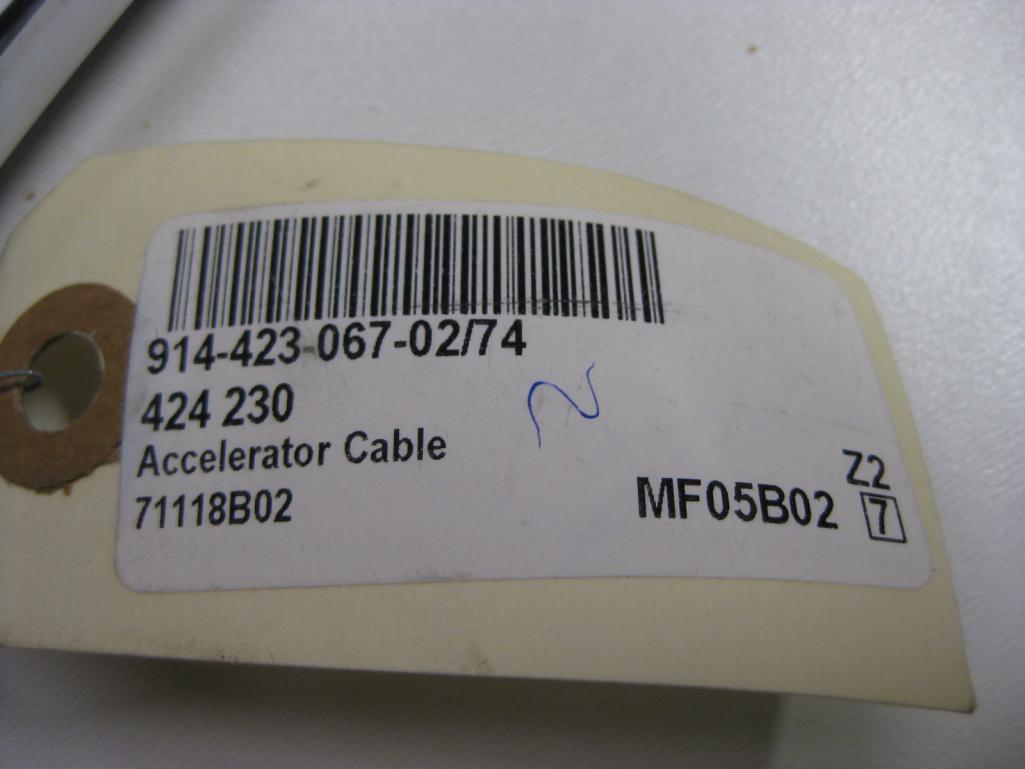 914-423-067-02/74
424 230
Accelerator Cable
71118B02
MF05B02
Z2
7